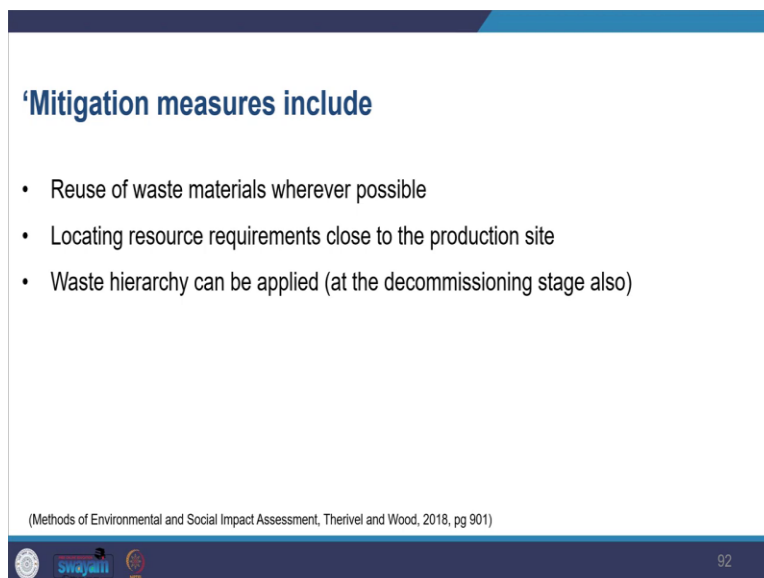 ‘Mitigation measures include
• Reuse of waste materials wherever possible
• Locating resource requirements close to the production site
• Waste hierarchy can be applied (at the decommissioning stage also)
(Methods of Environmental and Social Impact Assessment, Therivel and Wood, 2018, pg 901)
swayam
92